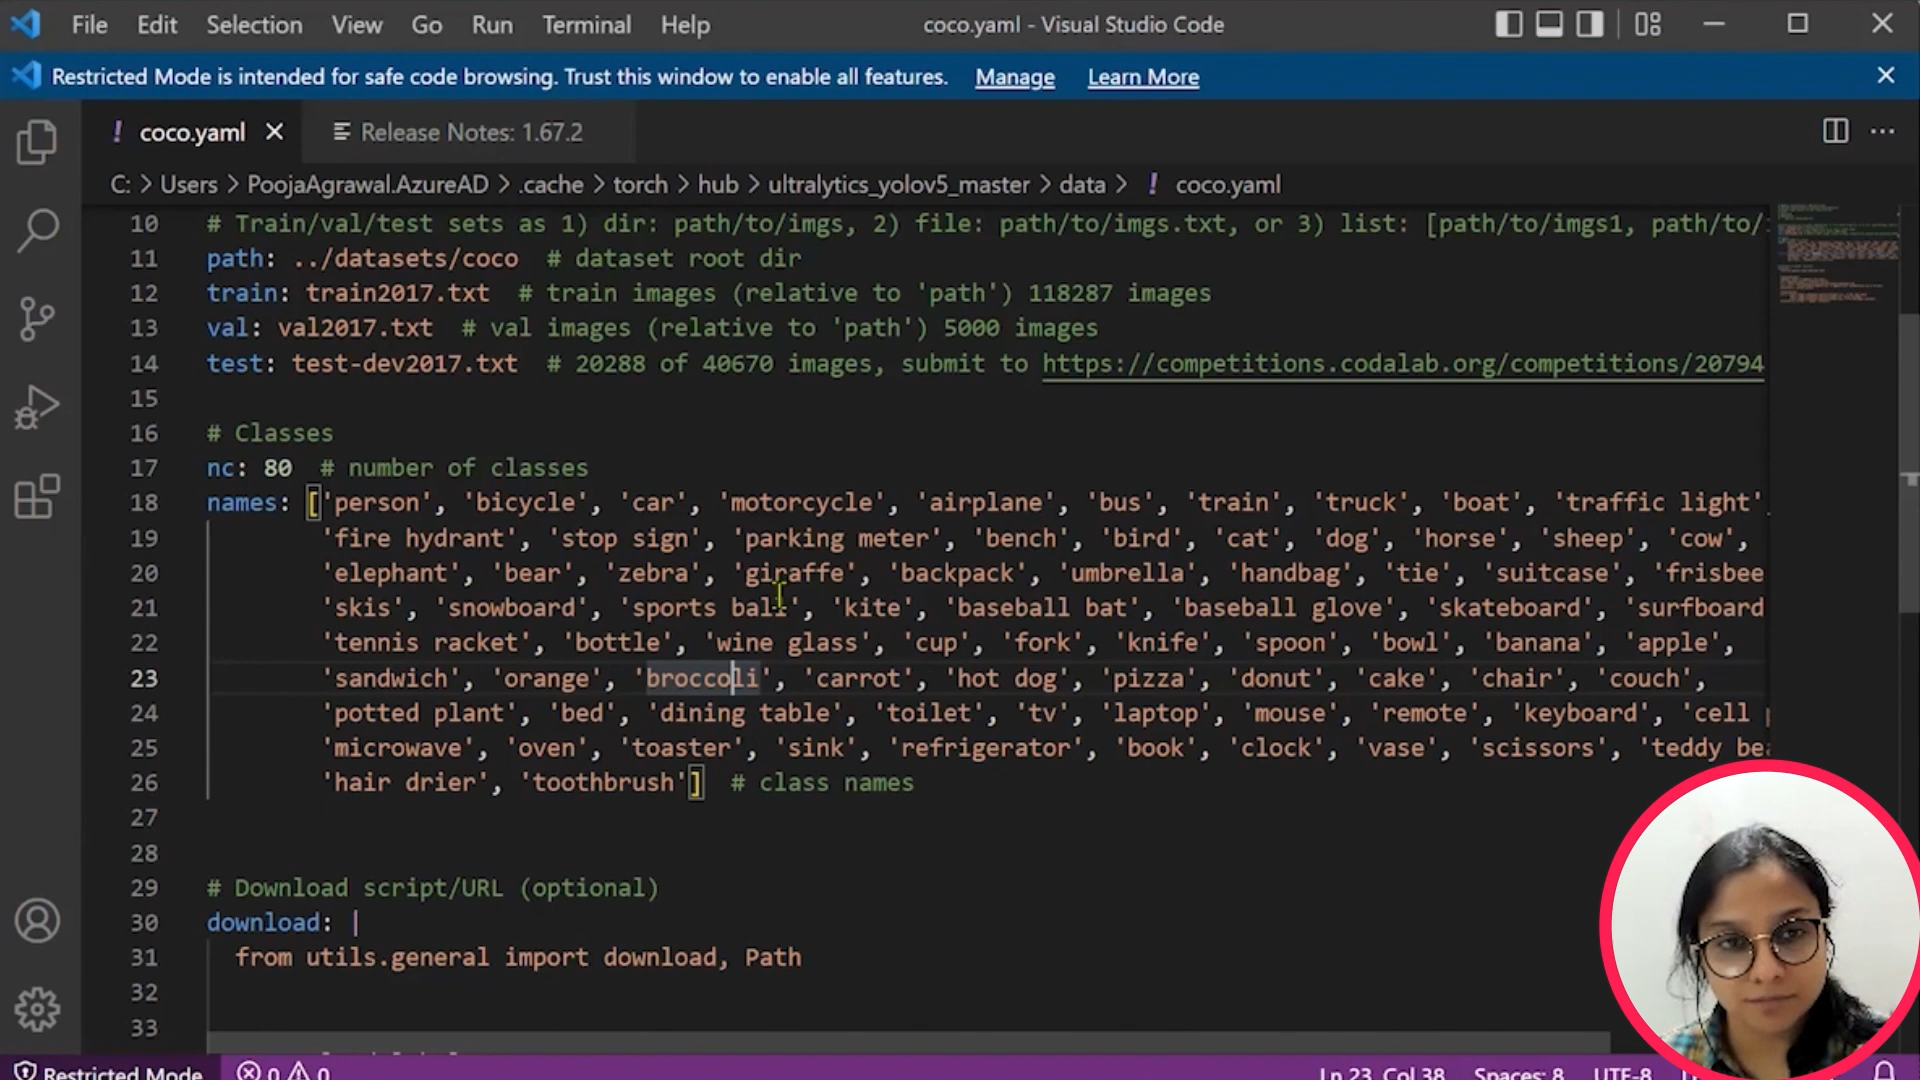 File Edit Selection View Go Run Terminal Help coco.yaml - Visual Studio Code
Restricted Mode is intended for safe code browsing. Trust this window to enable all features. Manage Learn More
! coco.yaml Release Notes: 1.67.2
C: > Users > PoojaAgrawal.AzureAD > .cache > torch > hub > ultralytics_yolov5_master > data > ! coco.yaml
10 # Train/val/test sets as 1) dir: path/to/imgs, 2) file: path/to/imgs.txt, or 3) list: [path/to/imgs1, path/to/
11 path: ../datasets/coco # dataset root dir
12 train: train2017.txt # train images (relative to 'path') 118287 images
13 val: val2017.txt # val images (relative to 'path') 5000 images
14 test: test-dev2017.txt # 20288 of 40670 images, submit to https://competitions.codalab.org/competitions/20794
15
16 # Classes
17 nc: 80 # number of classes
18 names: ['person', 'bicycle', 'car', 'motorcycle', 'airplane', 'bus', 'train', 'truck', 'boat', 'traffic light'
19 'fire hydrant', 'stop sign', 'parking meter', 'bench', 'bird', 'cat', 'dog', 'horse', 'sheep', 'cow',
20 'elephant', 'bear', 'zebra', 'giraffe', 'backpack', 'umbrella', 'handbag', 'tie', 'suitcase', 'frisbee
21 'skis', 'snowboard', 'sports ball', 'kite', 'baseball bat', 'baseball glove', 'skateboard', 'surfboard
22 'tennis racket', 'bottle', 'wine glass', 'cup', 'fork', 'knife', 'spoon', 'bowl', 'banana', 'apple',
23 'sandwich', 'orange', 'broccoli', 'carrot', 'hot dog', 'pizza', 'donut', 'cake', 'chair', 'couch',
24 'potted plant', 'bed', 'dining table', 'toilet', 'tv', 'laptop', 'mouse', 'remote', 'keyboard', 'cell
25 'microwave', 'oven', 'toaster', 'sink', 'refrigerator', 'book', 'clock', 'vase', 'scissors', 'teddy
26 'hair drier', 'toothbrush'] # class names
27
28
29 # Download script/URL (optional)
30 download: |
31 from utils.general import download, Path
32
33
Restricted Mode 0 0 Ln 23, Col 38 Spaces: 8 UTF-8